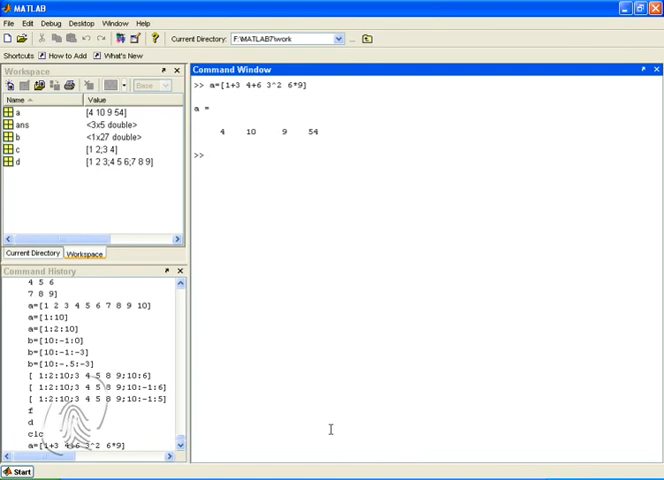 MATLAB
File Edit Debug Desktop Window Help
Current Directory: F:\MATLAB7\work
Shortcuts How to Add What's New
Workspace
Base
Name Value
a [4 10 9 54]
ans <3x5 double>
b <1x27 double>
c [1 2;3 4]
d [1 2 3;4 5 6;7 8 9]
Current Directory Workspace
Command History
4 5 6
7 8 9]
a=[1 2 3 4 5 6 7 8 9 10]
a=[1:10]
a=[1:2:10]
b=[10:-1:0]
b=[10:-1:-3]
b=[10:-.5:-3]
[ 1:2:10;3 4 5 8 9;10:6]
[ 1:2:10;3 4 5 8 9;10:-1:6]
[ 1:2:10;3 4 5 8 9;10:-1:5]
f
d
clc
a=[1+3 4+6 3^2 6*9]
Command Window
>> a=[1+3 4+6 3^2 6*9]
a =
4 10 9 54
>>
Start